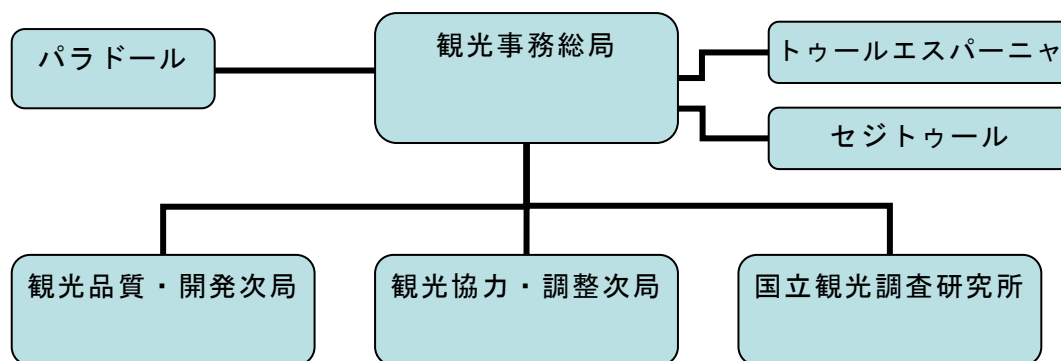 観光事務総局
パラドール
トゥールエスパーニャ
セジトゥール
観光品質・開発次局
観光協力・調整次局
国立観光調査研究所